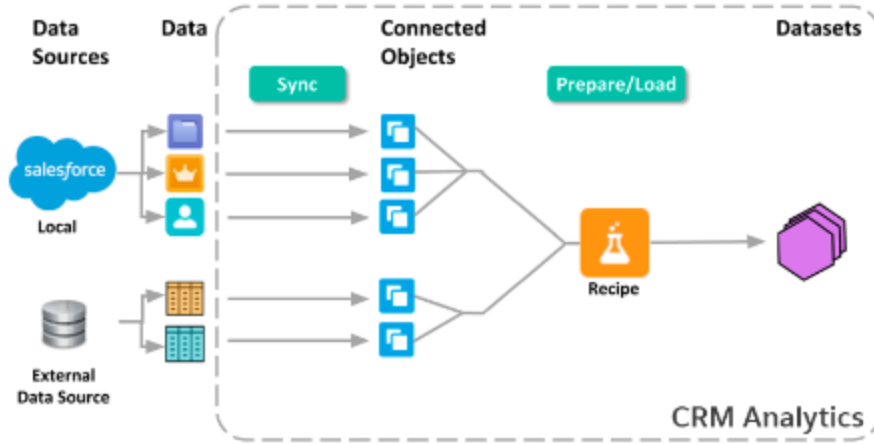 Data
Sources
Data
Connected
Objects
Datasets
Sync
Prepare/Load
salesforce
Local
Recipe
External
Data Source
CRM Analytics